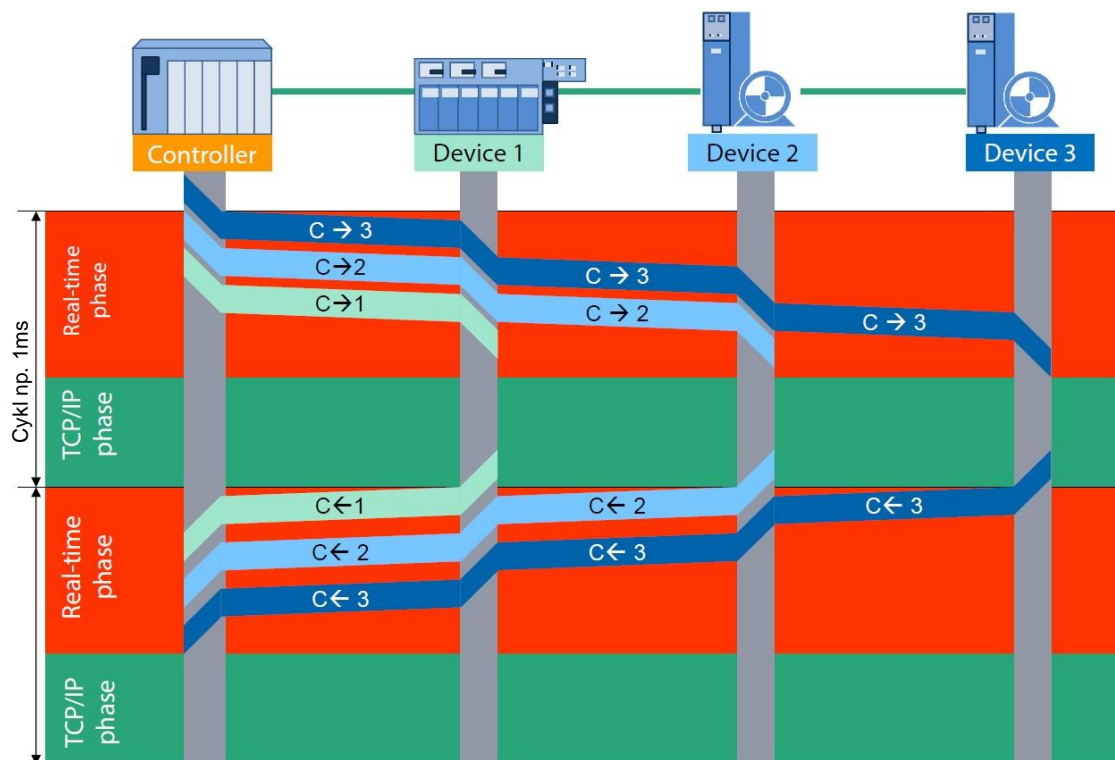 Controller
Device 1
Device 2
Device 3
Cykl np. 1ms
Real-time
phase
C → 3
C→2
C→1
C → 3
C → 2
C → 3
TCP/IP
phase
Real-time
phase
C←1
C← 2
C← 3
C← 2
C← 3
C← 3
TCP/IP
phase